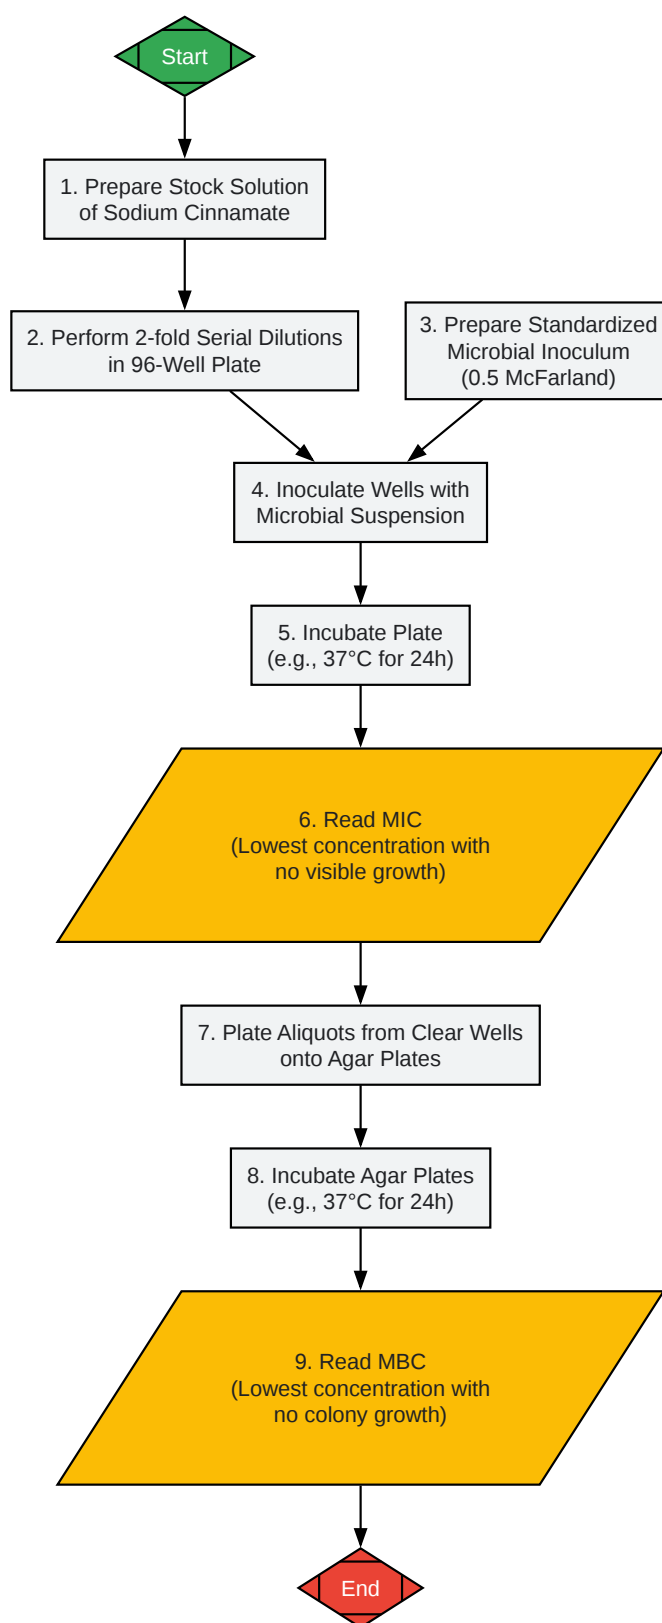 Start
1. Prepare Stock Solution
of Sodium Cinnamate
2. Perform 2-fold Serial Dilutions
in 96-Well Plate
3. Prepare Standardized
Microbial Inoculum
(0.5 McFarland)
4. Inoculate Wells with
Microbial Suspension
5. Incubate Plate
(e.g., 37°C for 24h)
6. Read MIC
(Lowest concentration with
no visible growth)
7. Plate Aliquots from Clear Wells
onto Agar Plates
8. Incubate Agar Plates
(e.g., 37°C for 24h)
9. Read MBC
(Lowest concentration with
no colony growth)
End